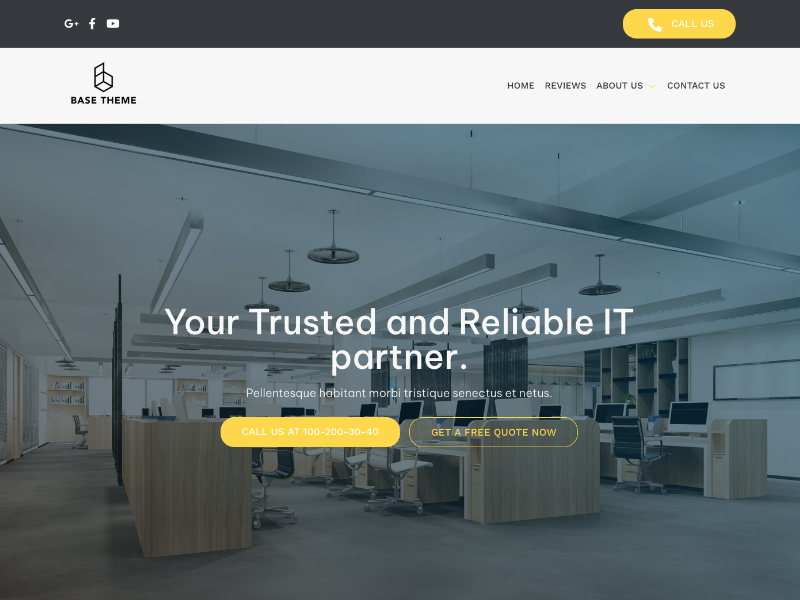 CALL US
BASE THEME
HOME
REVIEWS
ABOUT US
CONTACT US
Your Trusted and Reliable IT
partner.
Pellentesque habitant morbi tristique senectus et netus.
CALL US AT 100-200-30-40
GET A FREE QUOTE NOW